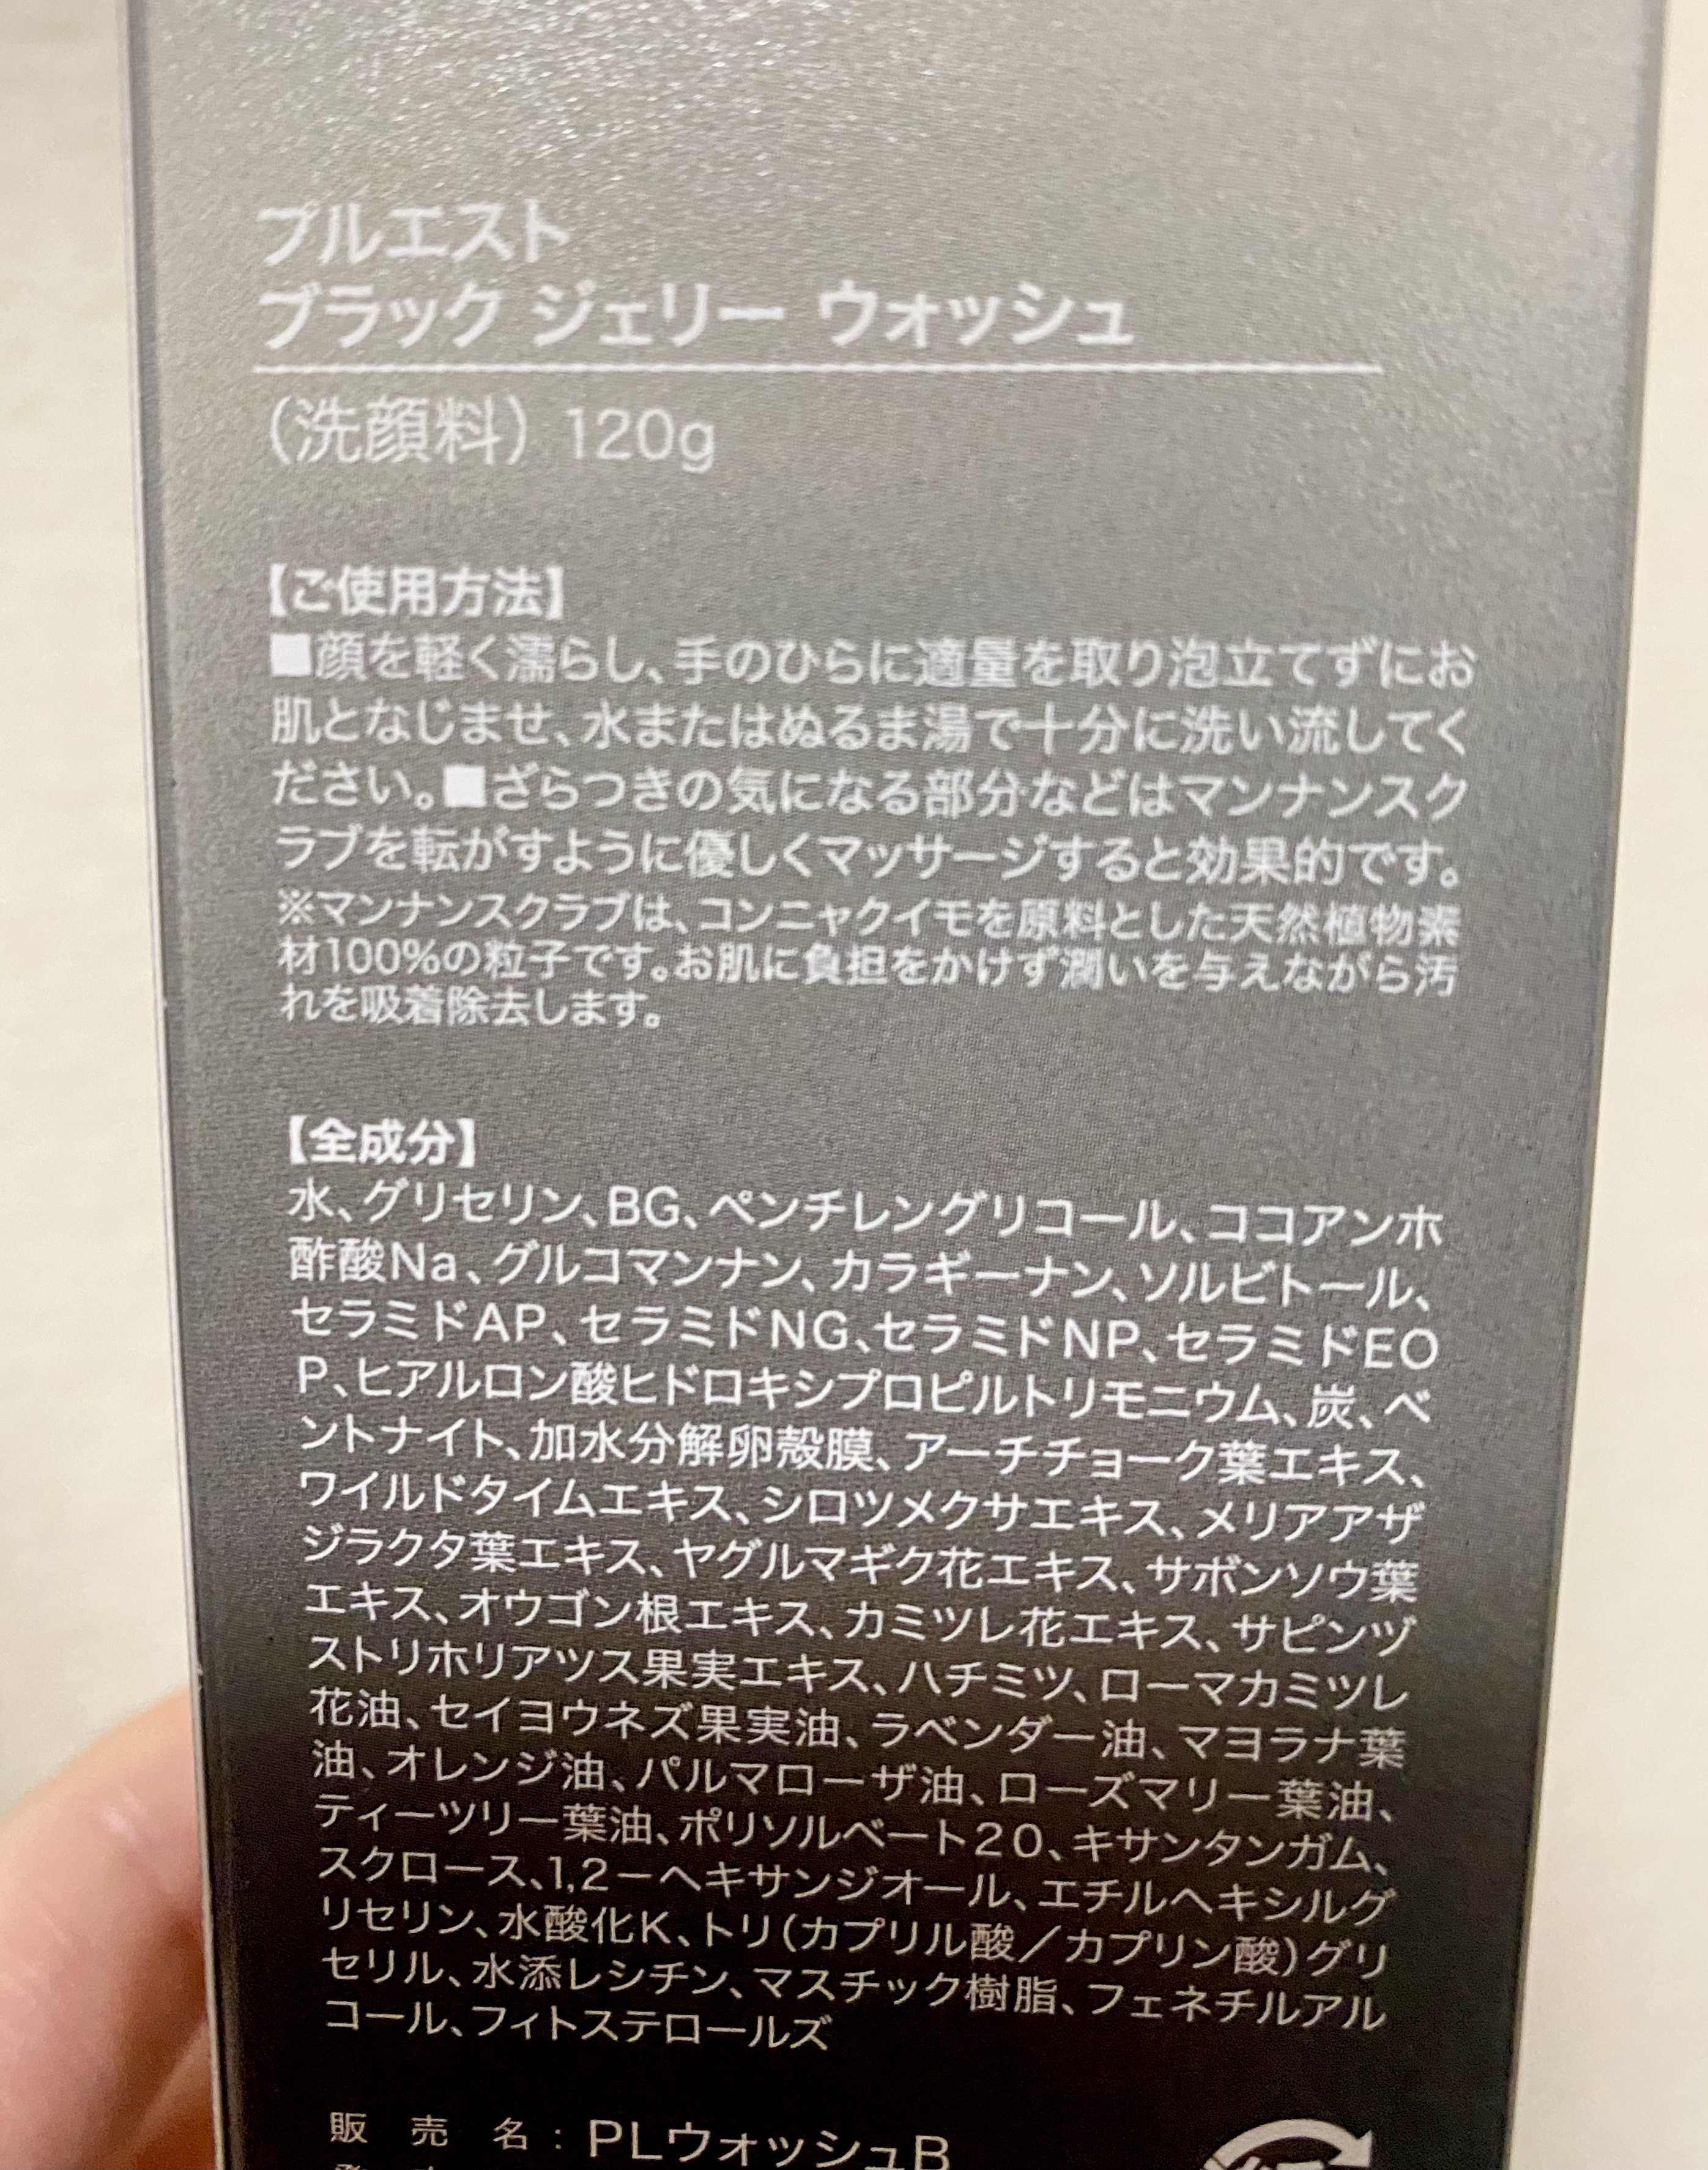 プルエスト
ブラック ジェリー ウォッシュ
(洗顔料) 120g
【ご使用方法】
■顔を軽く濡らし、手のひらに適量を取り泡立てずにお
肌となじませ、水またはぬるま湯で十分に洗い流してく
ださい。■ざらつきの気になる部分などはマンナンスク
ラブを転がすように優しくマッサージすると効果的です。
※マンナンスクラブは、コンニャクイモを原料とした天然植物素
材100%の粒子です。お肌に負担をかけず潤いを与えながら汚
れを吸着除去します。
【全成分】
水、グリセリン、BG、ペンチレングリコール、ココアンホ
酢酸Na、グルコマンナン、カラギーナン、ソルビトール、
セラミドAP、セラミドNG、セラミドNP、セラミドEO
P、ヒアルロン酸ヒドロキシプロピルトリモニウム、炭、ベ
ントナイト、加水分解卵殻膜、アーチチョーク葉エキス、
ワイルドタイムエキス、シロツメクサエキス、メリアアザ
ジラクタ葉エキス、ヤグルマギク花エキス、サボンソウ葉
エキス、オウゴン根エキス、カミツレ花エキス、サピンヅ
ストリホリアツス果実エキス、ハチミツ、ローマカミツレ
花油、セイヨウネズ果実油、ラベンダー油、マヨラナ葉
油、オレンジ油、パルマローザ油、ローズマリー葉油、
ティーツリー葉油、ポリソルベート20、キサンタンガム、
スクロース、1,2-ヘキサンジオール、エチルヘキシルグ
リセリン、水酸化K、トリ(カプリル酸/カプリン酸)グリ
セリル、水添レシチン、マスチック樹脂、フェネチルアル
コール、フィトステロールズ
販 売 名 : PLウォッシュB